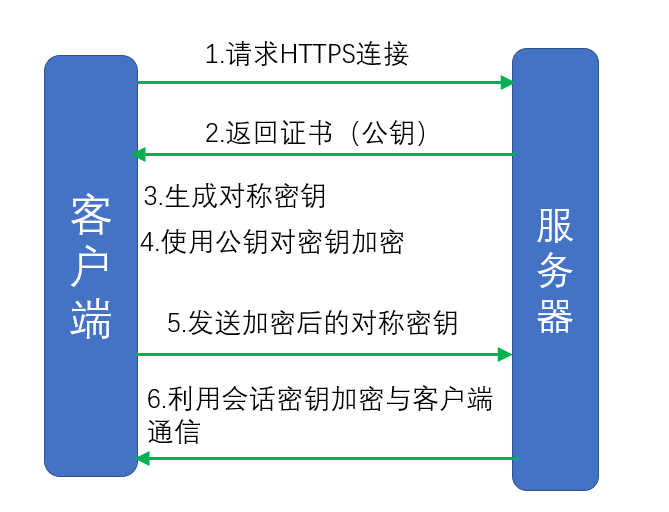 1.请求HTTPS连接
2.返回证书（公钥）
3.生成对称密钥
4.使用公钥对密钥加密
5.发送加密后的对称密钥
6.利用会话密钥加密与客户端
通信
客户端
服务器